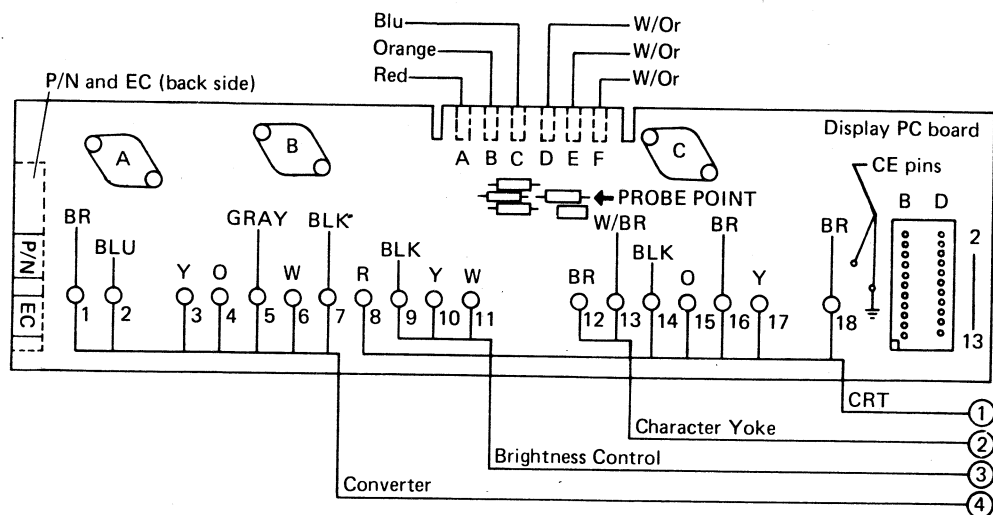 Blu W/Or
Orange W/Or
Red W/Or
P/N and EC (back side)
Display PC board
A B C D E F
A B C
CE pins
PROBE POINT
B D
BR GRAY BLK W/BR BR BR 2
BLU BLK BLK
P/N
Y O W R Y W BR O Y
EC
1 2 3 4 5 6 7 8 9 10 11 12 13 14 15 16 17 18
13
CRT 1
Character Yoke 2
Brightness Control 3
Converter 4